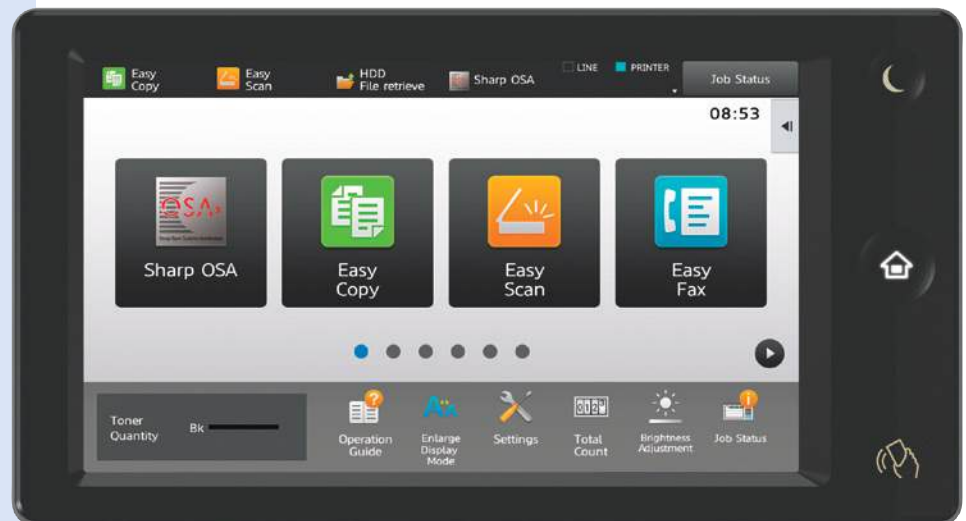 Easy
Copy
Easy
Scan
HDD
File retrieve
Sharp OSA
LINE
PRINTER
Job Status
08:53
OSA
Sharp OSA
Easy
Copy
Easy
Scan
Easy
Fax
Toner
Quantity
Bk
Operation
Guide
Enlarge
Display
Mode
Settings
Total
Count
Brightness
Adjustment
Job Status